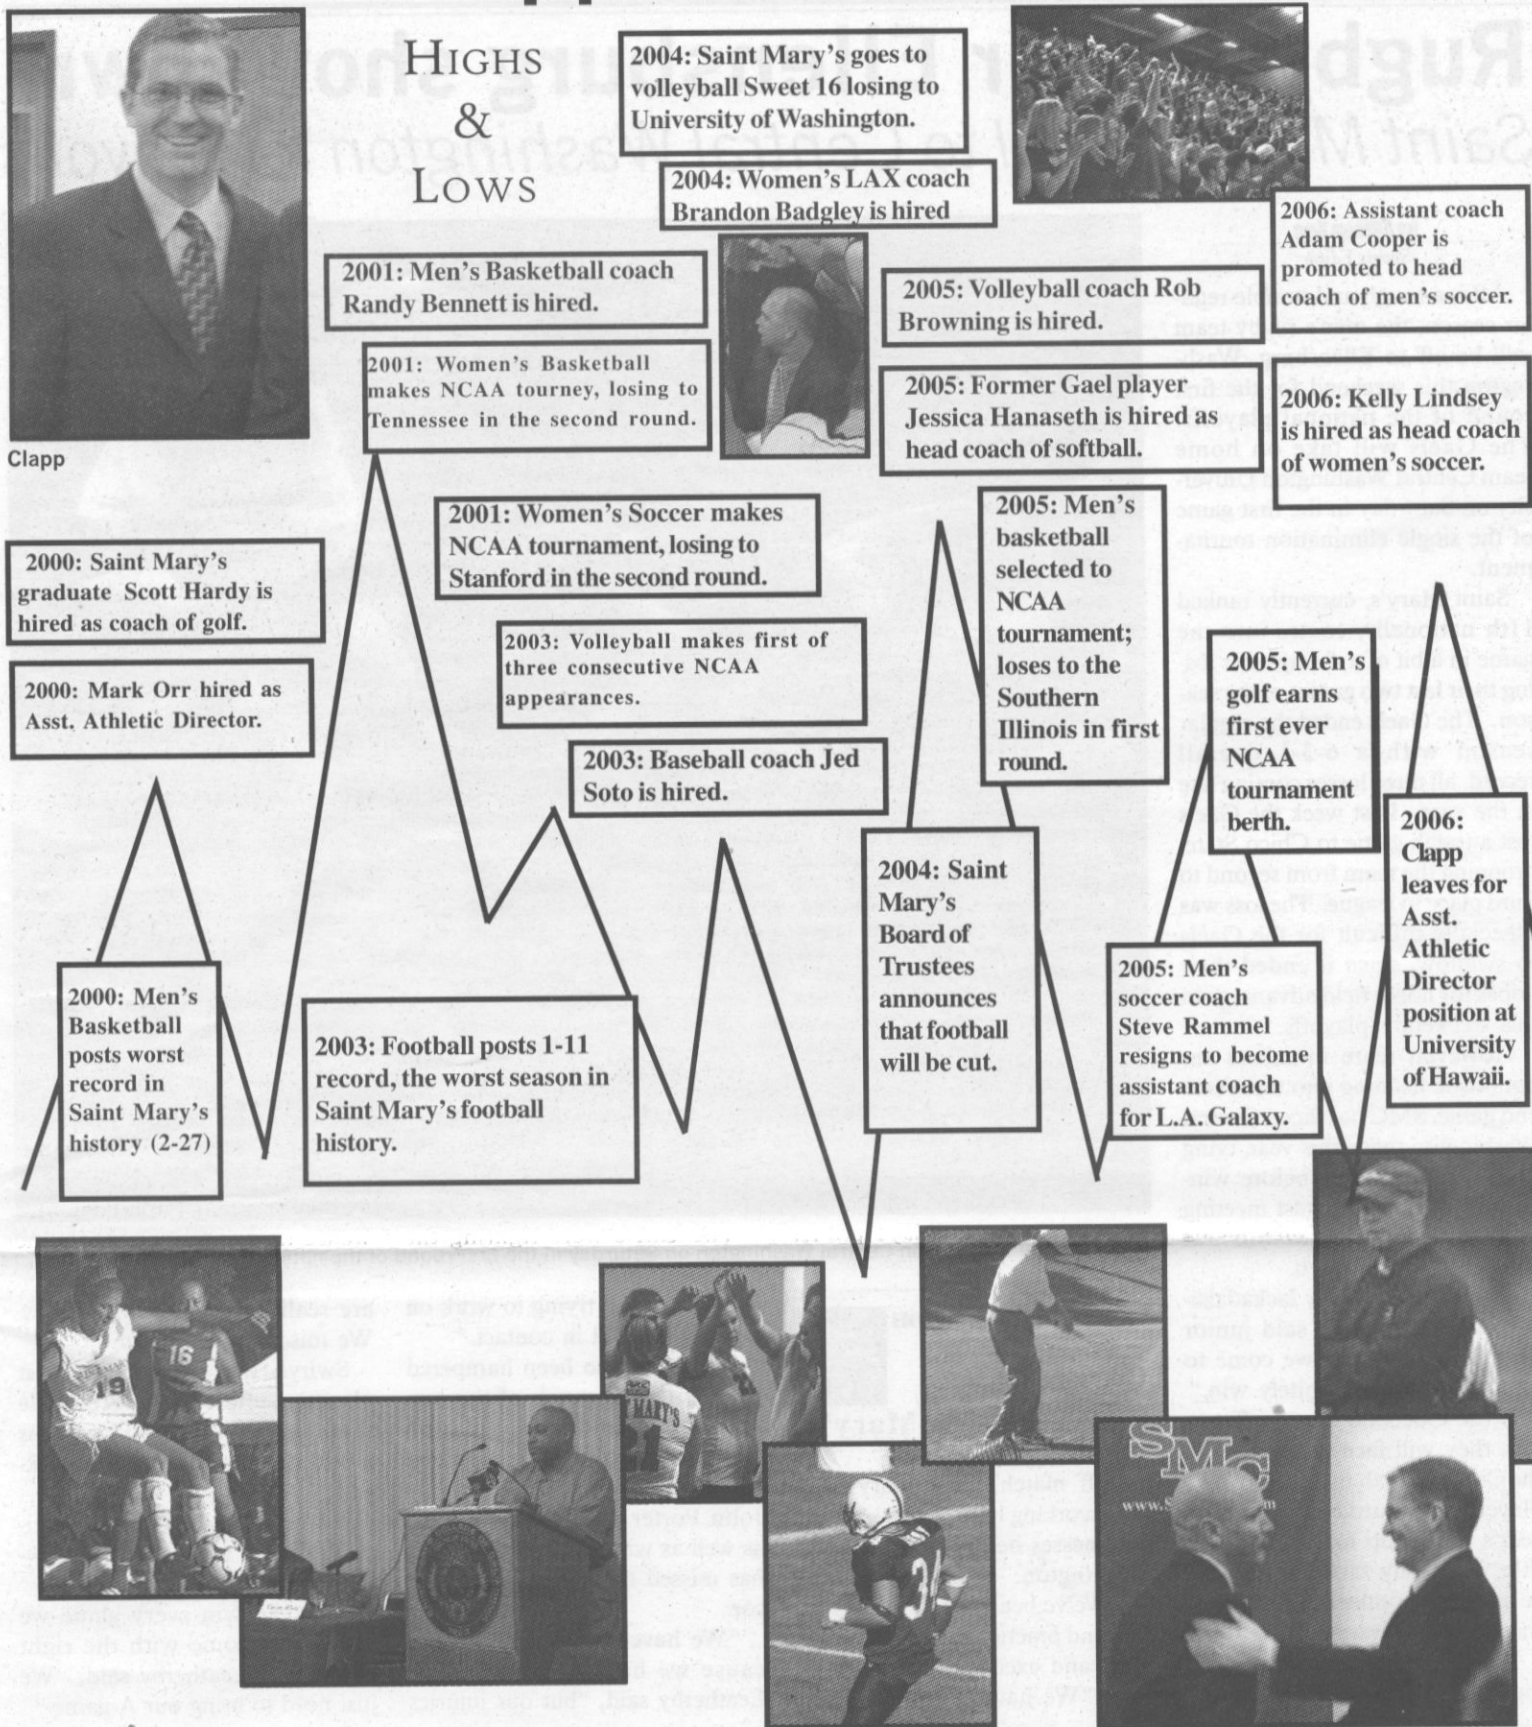 HIGHS
&
LOWS
Clapp
2004: Saint Mary's goes to
volleyball Sweet 16 losing to
University of Washington.
2004: Women's LAX coach
Brandon Badgley is hired
2001: Men's Basketball coach
Randy Bennett is hired.
2001: Women's Basketball
makes NCAA tourney, losing to
Tennessee in the second round.
2005: Volleyball coach Rob
Browning is hired.
2005: Former Gael player
Jessica Hanaseth is hired as
head coach of softball.
2006: Assistant coach
Adam Cooper is
promoted to head
coach of men's soccer.
2006: Kelly Lindsey
is hired as head coach
of women's soccer.
2000: Saint Mary's
graduate Scott Hardy is
hired as coach of golf.
2000: Mark Orr hired as
Asst. Athletic Director.
2001: Women's Soccer makes
NCAA tournament, losing to
Stanford in the second round.
2003: Volleyball makes first of
three consecutive NCAA
appearances.
2003: Baseball coach Jed
Soto is hired.
2005: Men's
basketball
selected to
NCAA
tournament;
loses to the
Southern
Illinois in first
round.
2005: Men's
golf earns
first ever
NCAA
tournament
berth.
2000: Men's
Basketball
posts worst
record in
Saint Mary's
history (2-27)
2003: Football posts 1-11
record, the worst season in
Saint Mary's football
history.
2004: Saint
Mary's
Board of
Trustees
announces
that football
will be cut.
2005: Men's
soccer coach
Steve Rammel
resigns to become
assistant coach
for L.A. Galaxy.
2006:
Clapp
leaves for
Asst.
Athletic
Director
position at
University
of Hawaii.
19
16
MARY'S
SMC
www.S